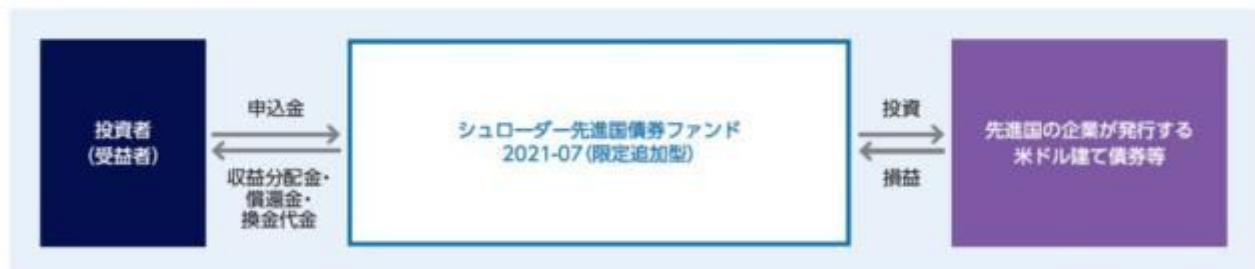 投資者
(受益者)
申込金
収益分配金・
償還金・
換金代金
シュローダー先進国債券ファンド
2021-07(限定追加型)
投資
損益
先進国の企業が発行する
米ドル建て債券等